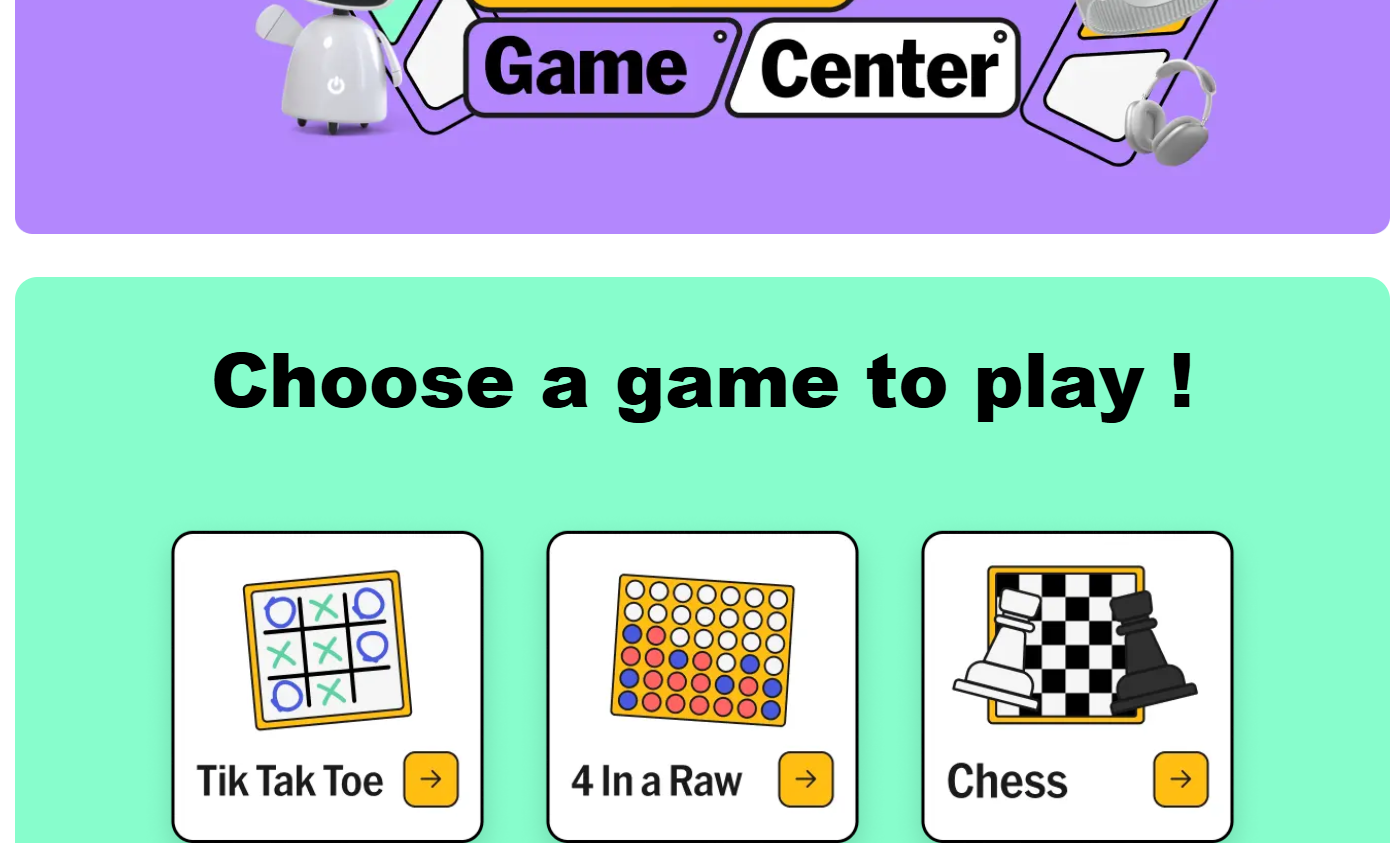 Game Center
Choose a game to play !
Tik Tak Toe
4 In a Raw
Chess